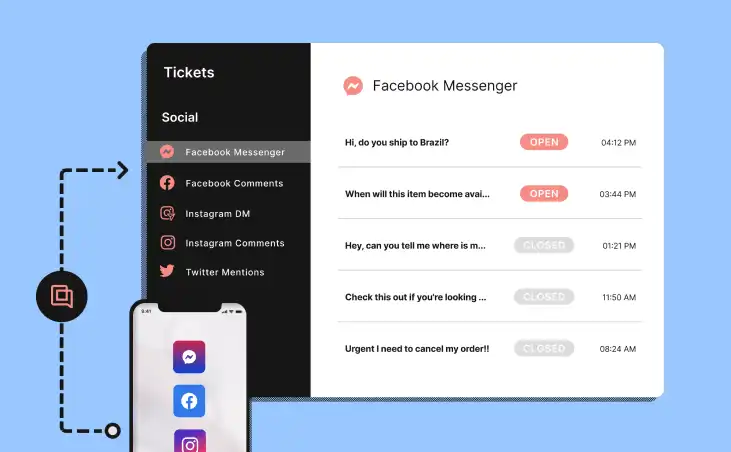 Tickets
Social
Facebook Messenger
Facebook Comments
Instagram DM
Instagram Comments
Twitter Mentions
Facebook Messenger
Hi, do you ship to Brazil? OPEN 04:12 PM
When will this item become avai... OPEN 03:44 PM
Hey, can you tell me where is m... CLOSED 01:21 PM
Check this out if you're looking ... CLOSED 11:50 AM
Urgent I need to cancel my order!! CLOSED 08:24 AM
9:41